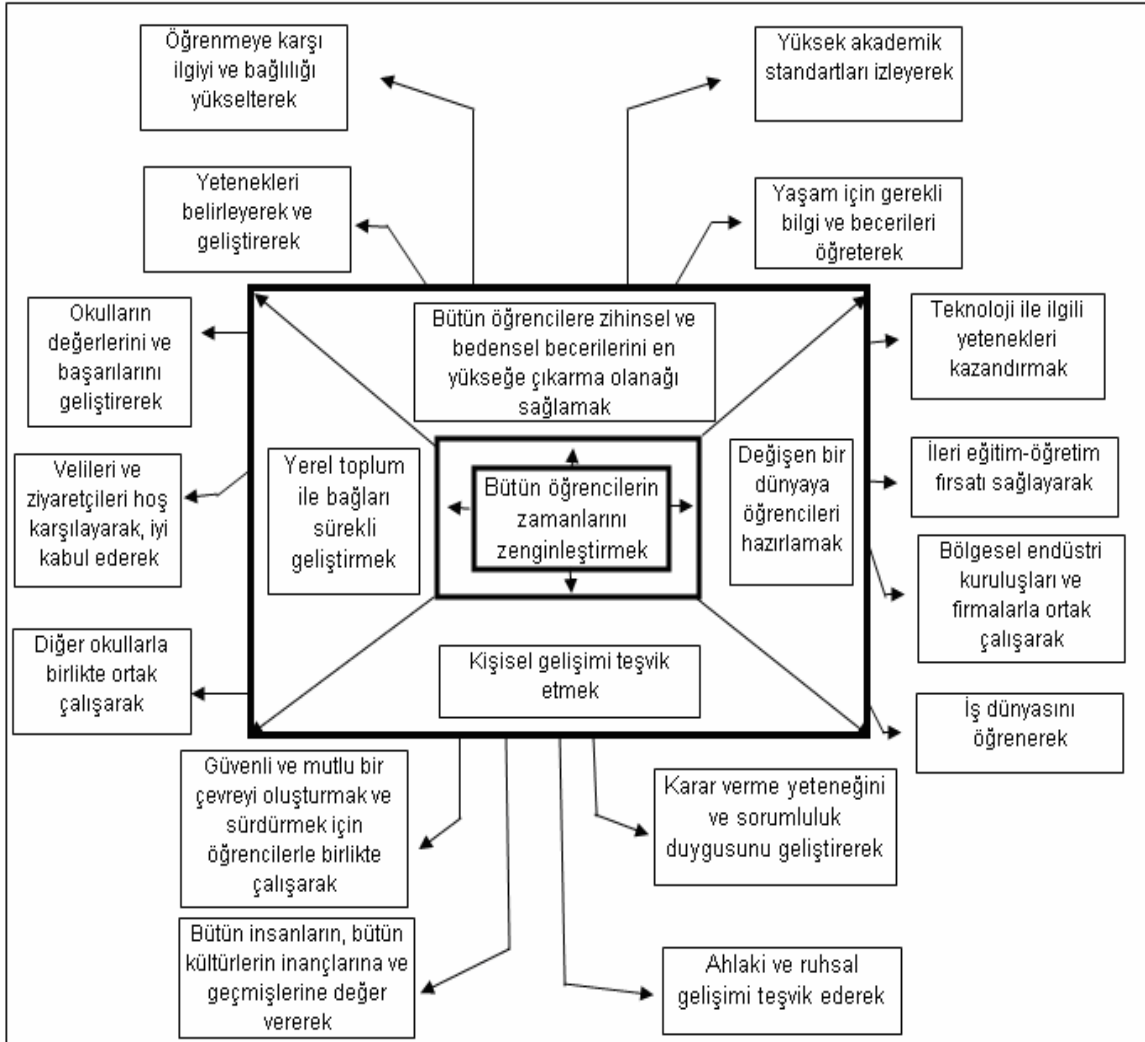 Öğrenmeye karşı
ilgiyi ve bağlılığı
yükselterek
Yüksek akademik
standartları izleyerek
Yetenekleri
belirleyerek ve
geliştirerek
Yaşam için gerekli
bilgi ve becerileri
öğreterek
Okulların
değerlerini ve
başarılarını
geliştirerek
Bütün öğrencilere zihinsel ve
bedensel becerilerini en
yükseğe çıkarma olanağı
sağlamak
Teknoloji ile ilgili
yetenekleri
kazandırmak
Velileri ve
ziyaretçileri hoş
karşılayarak, iyi
kabul ederek
Yerel toplum
ile bağları
sürekli
geliştirmek
Bütün öğrencilerin
zamanlarını
zenginleştirmek
Değişen bir
dünyaya
öğrencileri
hazırlamak
İleri eğitim-öğretim
fırsatı sağlayarak
Bölgesel endüstri
kuruluşları ve
firmalarla ortak
çalışarak
Diğer okullarla
birlikte ortak
çalışarak
Kişisel gelişimi teşvik
etmek
İş dünyasını
öğrenerek
Güvenli ve mutlu bir
çevreyi oluşturmak ve
sürdürmek için
öğrencilerle birlikte
çalışarak
Karar verme yeteneğini
ve sorumluluk
duygusunu geliştirerek
Bütün insanların, bütün
kültürlerin inançlarına ve
geçmişlerine değer
vererek
Ahlaki ve ruhsal
gelişimi teşvik ederek